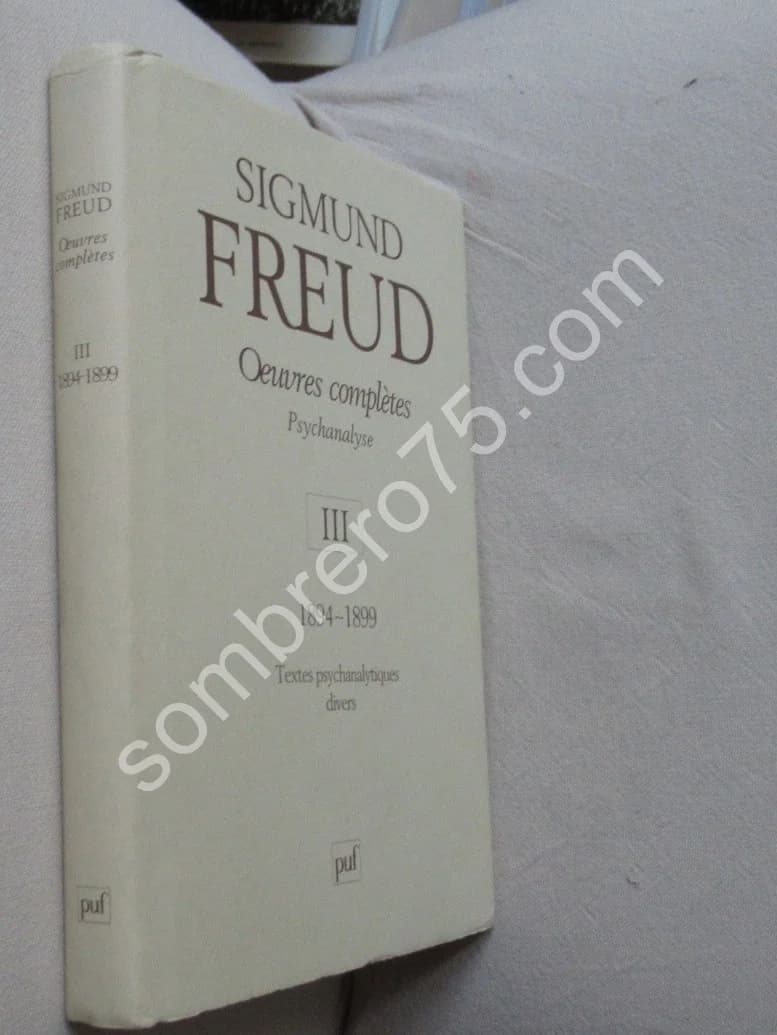 SIGMUND
FREUD
Œuvres
complètes
III
1894-1899
puf
SIGMUND
FREUD
Oeuvres complètes
Psychanalyse
III
1894~1899
Textes psychanalytiques
divers
puf
sombrero75.com